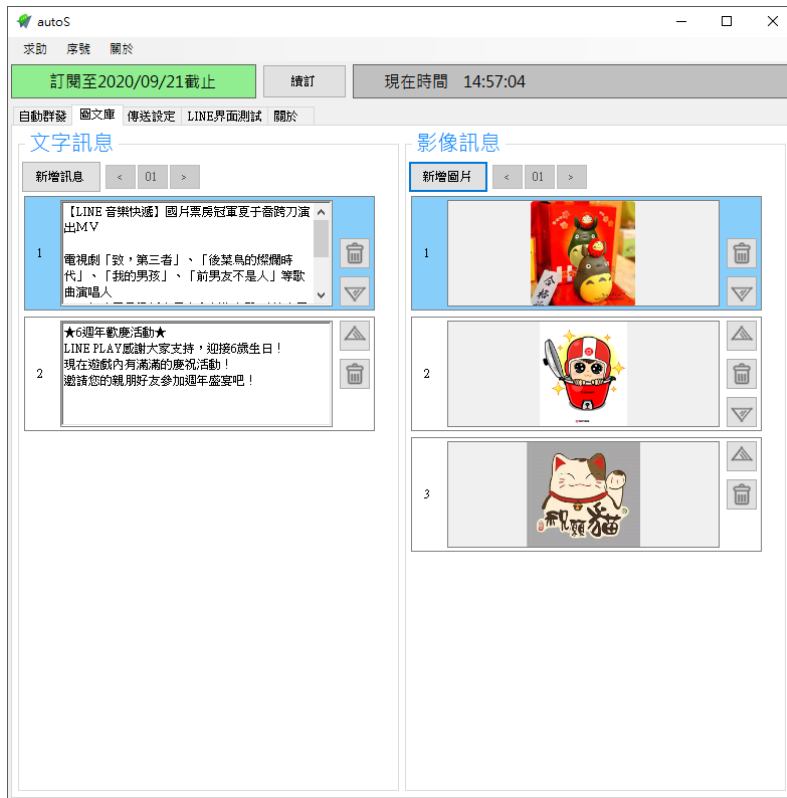 autoS
求助 序號 關於
訂閱至2020/09/21截止
續訂
現在時間 14:57:04
自動群發 圖文庫 傳送設定 LINE界面測試 關於
文字訊息
新增訊息 < 01 >
1
【LINE 音樂快遞】國片票房冠軍夏于喬跨刀演
出MV
電視劇「致，第三者」、「後菜鳥的燦爛時
代」、「我的男孩」、「前男友不是人」等歌
曲演唱人
2
★6週年歡慶活動★
LINE PLAY感謝大家支持，迎接6歲生日！
現在遊戲內有滿滿的慶祝活動！
邀請您的親朋好友參加週年盛宴吧！
影像訊息
新增圖片 < 01 >
1
合格
2
3
祝願貓